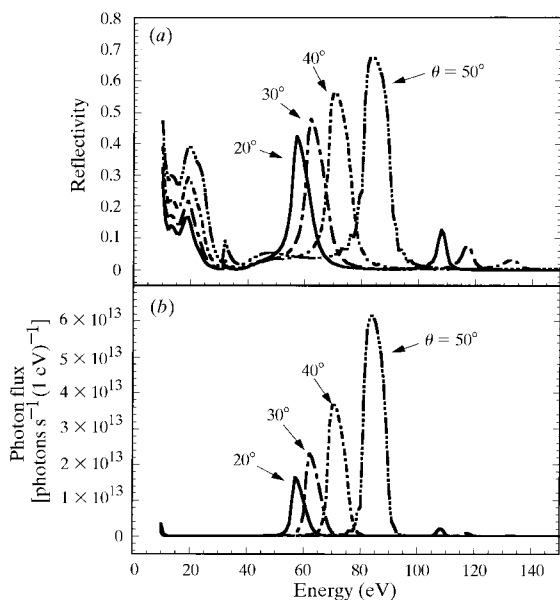 0.8
(a)
0.7
40°
θ = 50°
0.6
30°
0.5
20°
0.4
0.3
0.2
0.1
0
Reflectivity
(b)
6 × 10¹³
θ = 50°
5 × 10¹³
40°
4 × 10¹³
30°
3 × 10¹³
20°
2 × 10¹³
1 × 10¹³
0
Photon flux
[photons s⁻¹ (1 eV)⁻¹]
0 20 40 60 80 100 120 140
Energy (eV)